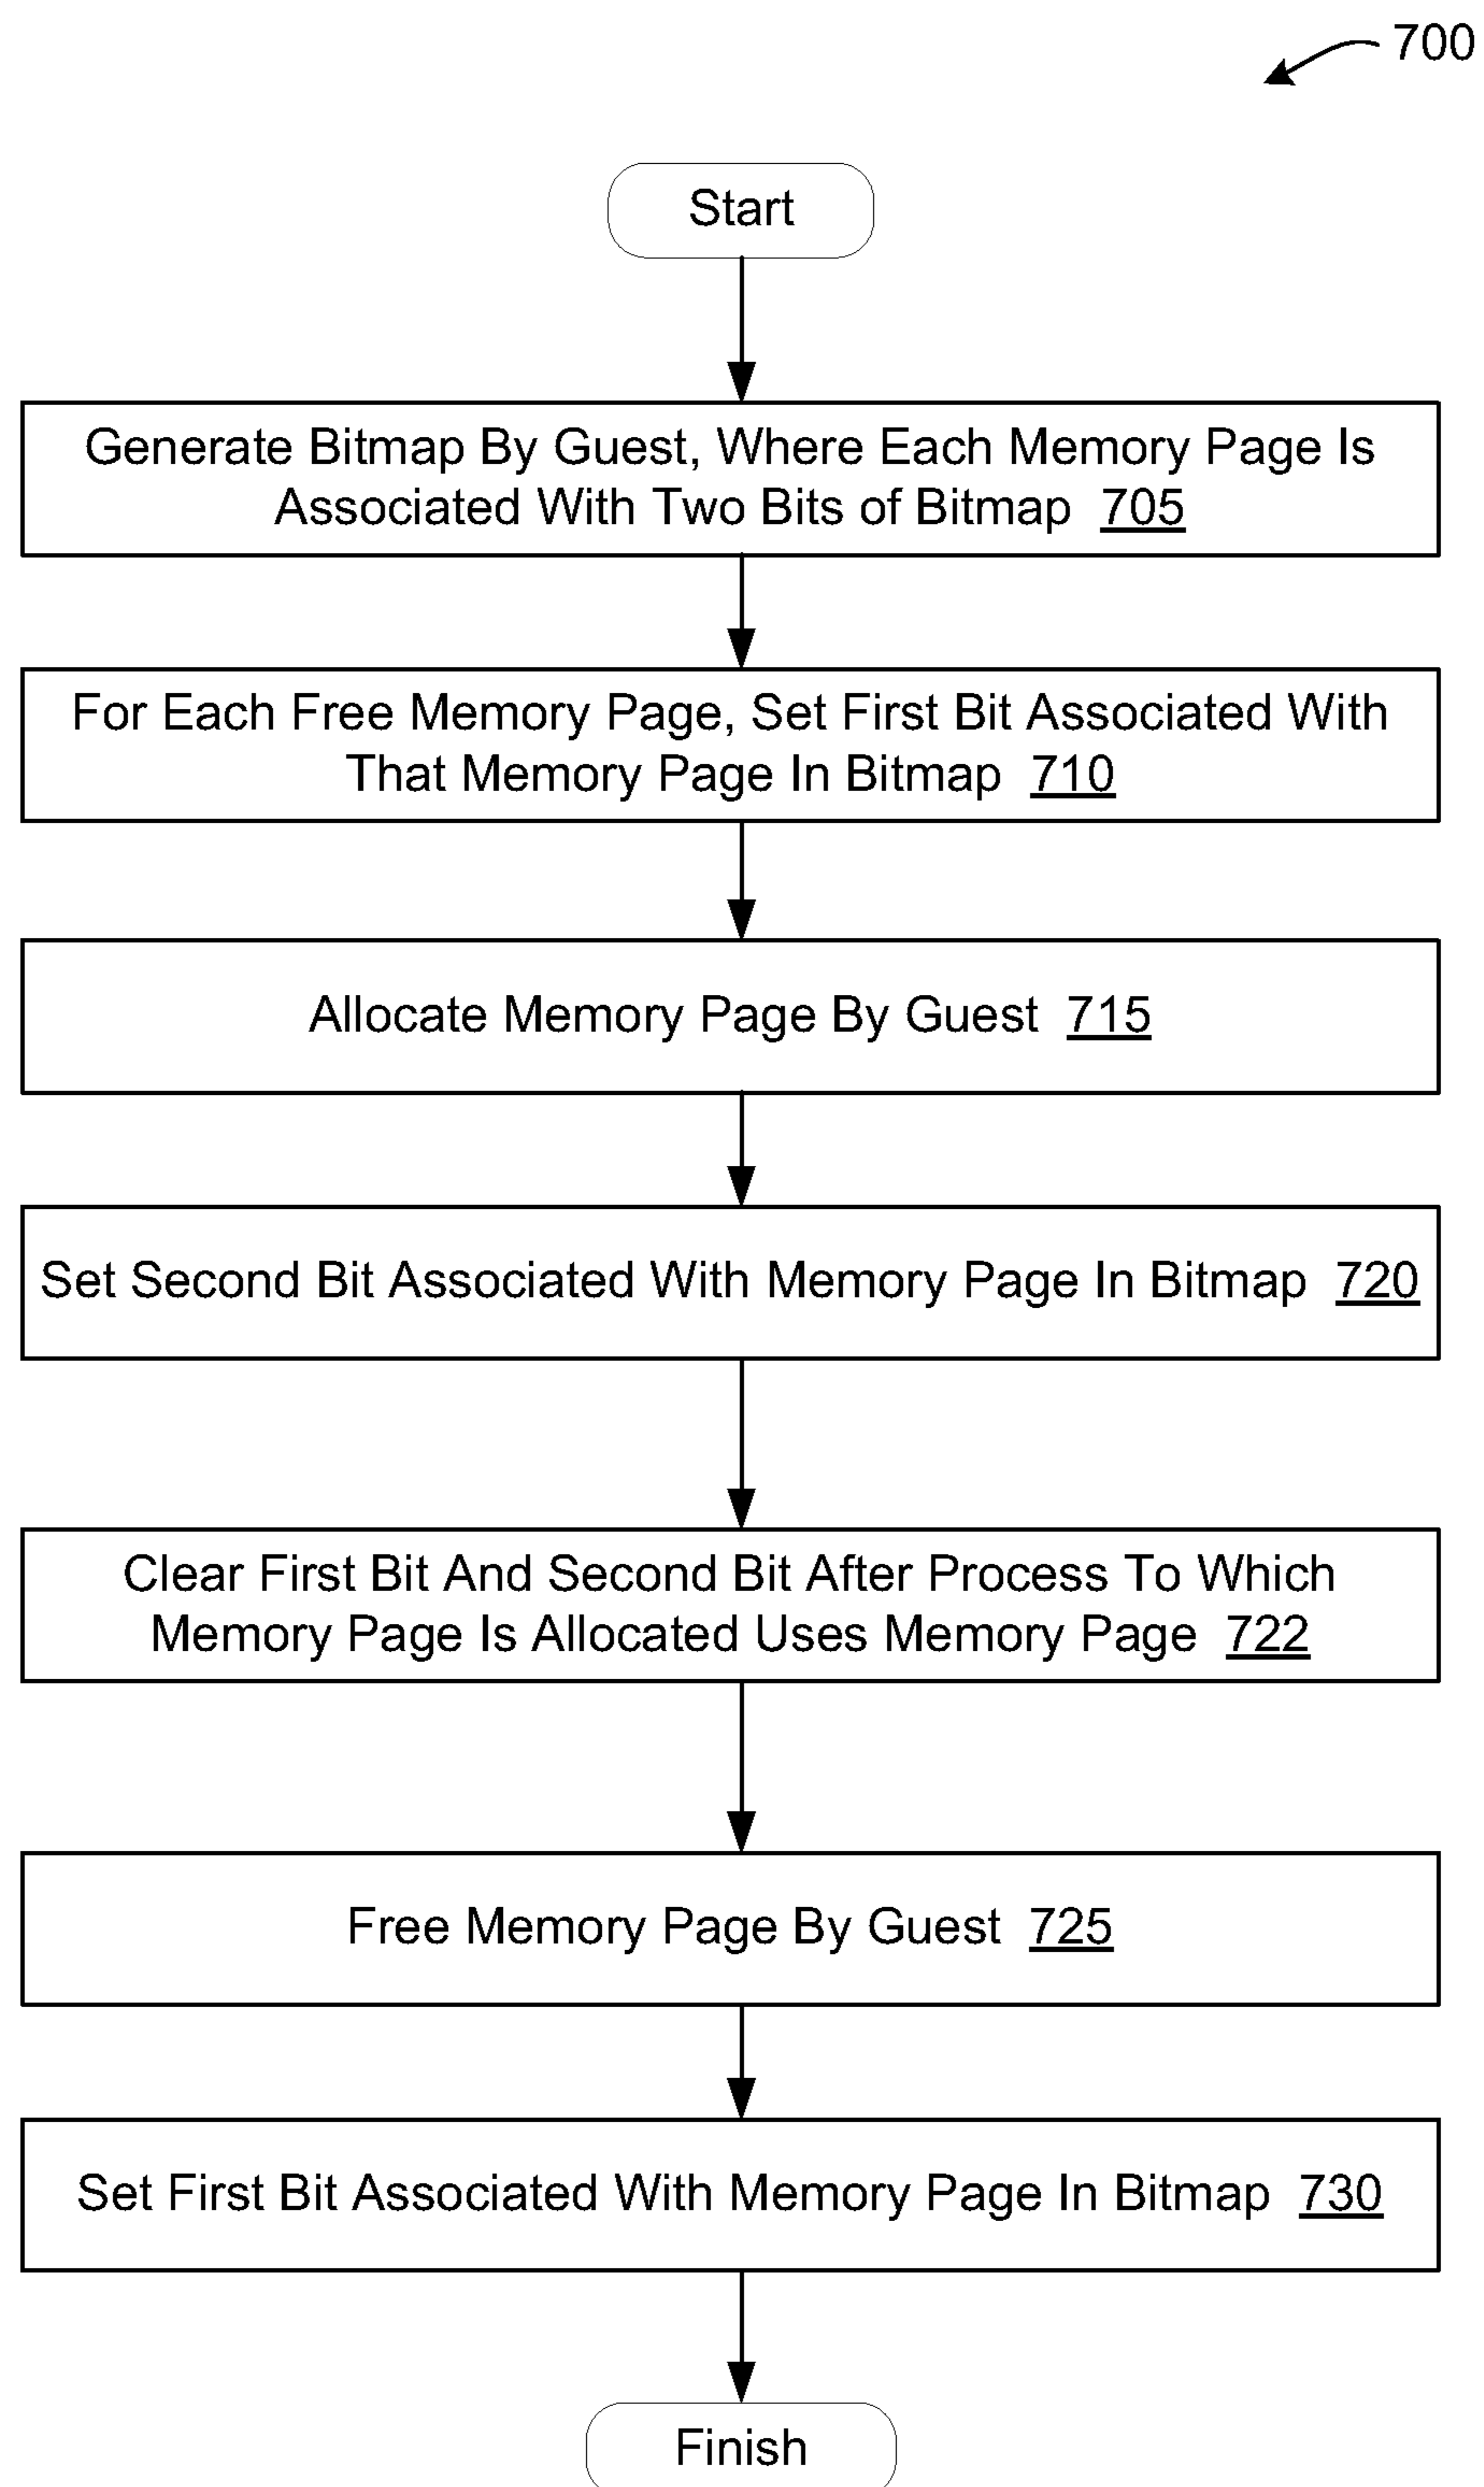 700
Start
Generate Bitmap By Guest, Where Each Memory Page Is
Associated With Two Bits of Bitmap 705
For Each Free Memory Page, Set First Bit Associated With
That Memory Page In Bitmap 710
Allocate Memory Page By Guest 715
Set Second Bit Associated With Memory Page In Bitmap 720
Clear First Bit And Second Bit After Process To Which
Memory Page Is Allocated Uses Memory Page 722
Free Memory Page By Guest 725
Set First Bit Associated With Memory Page In Bitmap 730
Finish